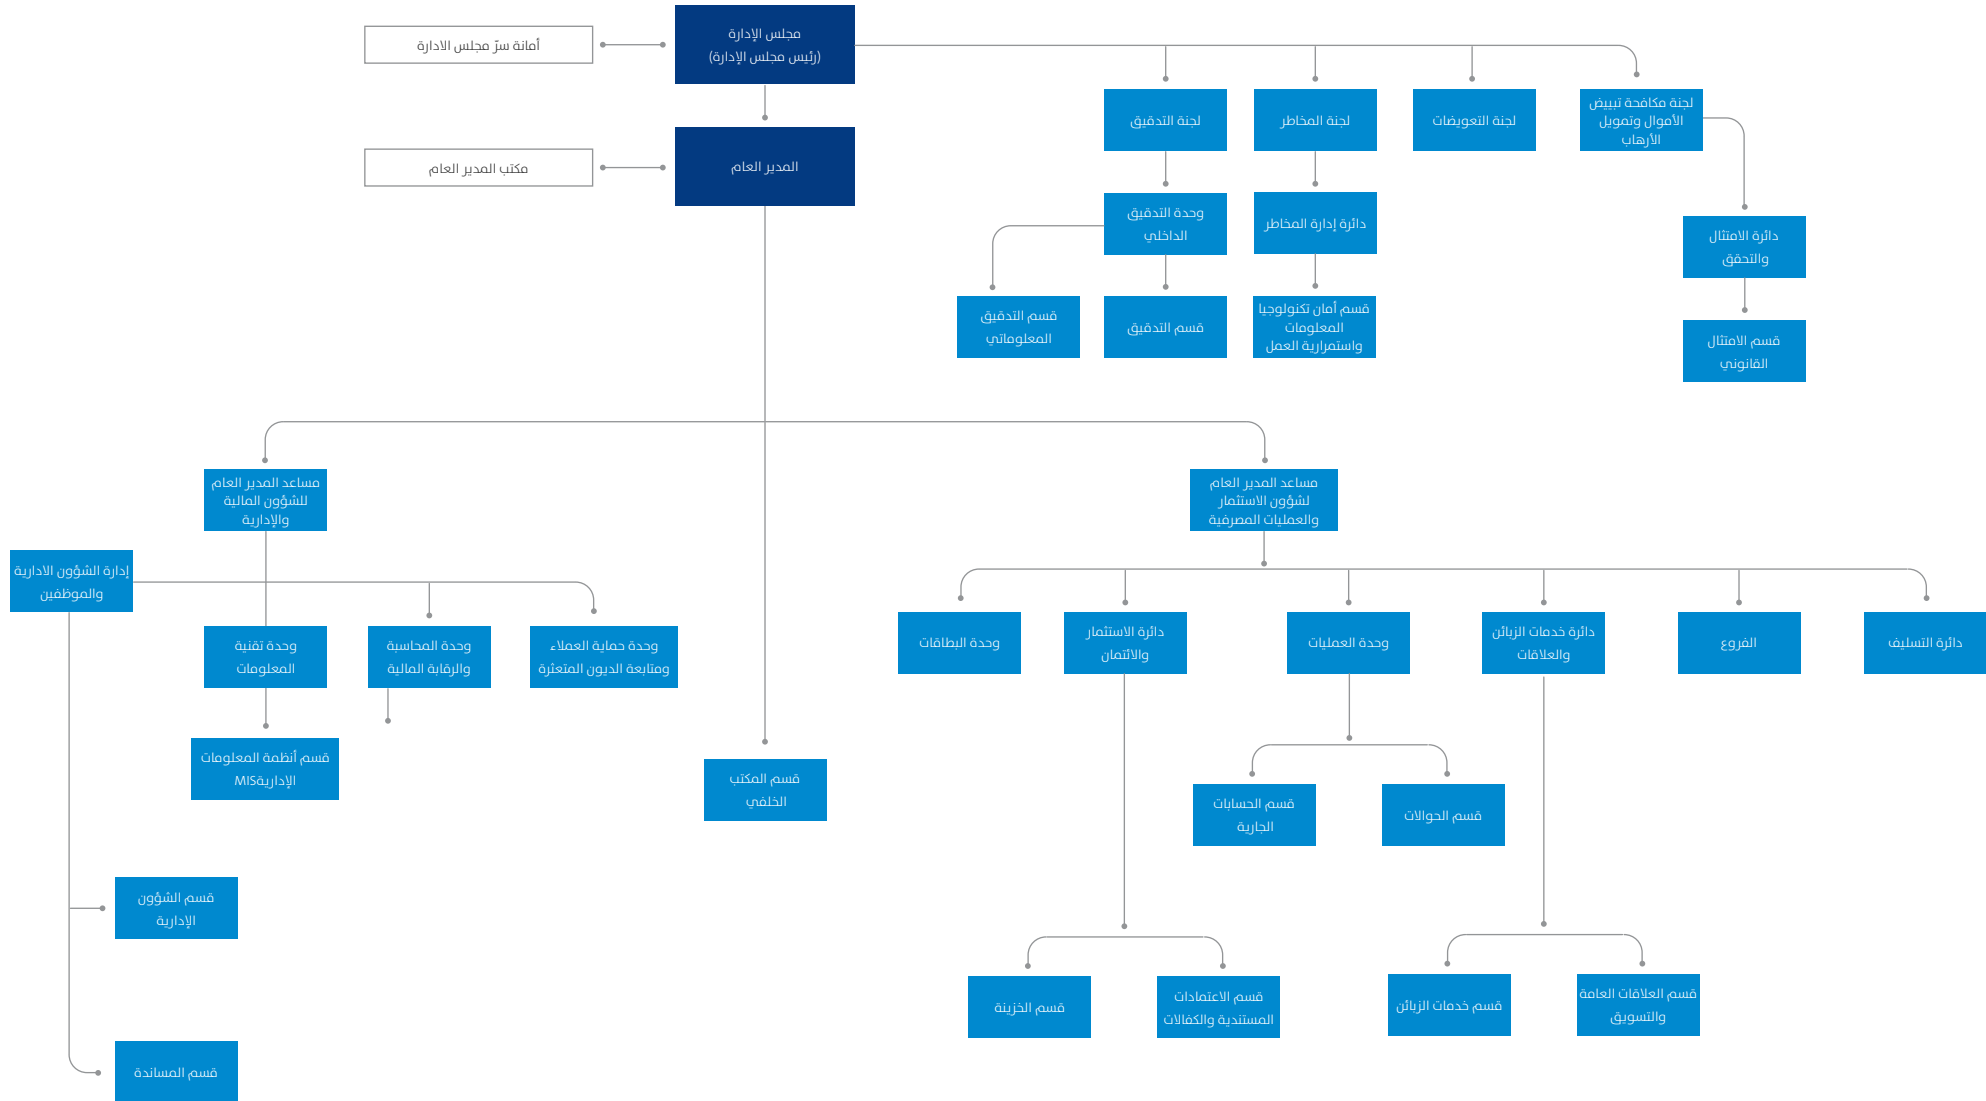 مجلس الإدارة
(رئيس مجلس الإدارة)
أمانة سرّ مجلس الادارة
المدير العام
مكتب المدير العام
لجنة مكافحة تبييض
الأموال وتمويل
الأرهاب
لجنة التعويضات
لجنة المخاطر
لجنة التدقيق
دائرة الامتثال
والتحقق
دائرة إدارة المخاطر
وحدة التدقيق
الداخلي
قسم الامتثال
القانوني
قسم أمان تكنولوجيا
المعلومات
واستمرارية العمل
قسم التدقيق
قسم التدقيق
المعلوماتي
مساعد المدير العام
لشؤون الاستثمار
والعمليات المصرفية
مساعد المدير العام
للشؤون المالية
والإدارية
دائرة التسليف
الفروع
دائرة خدمات الزبائن
والعلاقات
وحدة العمليات
دائرة الاستثمار
والائتمان
وحدة البطاقات
وحدة حماية العملاء
ومتابعة الديون المتعثرة
وحدة المحاسبة
والرقابة المالية
وحدة تقنية
المعلومات
إدارة الشؤون الادارية
والموظفين
قسم أنظمة المعلومات
الإداريةMIS
قسم المكتب
الخلفي
قسم الحوالات
قسم الحسابات
الجارية
قسم الشؤون
الإدارية
قسم العلاقات العامة
والتسويق
قسم خدمات الزبائن
قسم الاعتمادات
المستندية والكفالات
قسم الخزينة
قسم المساندة